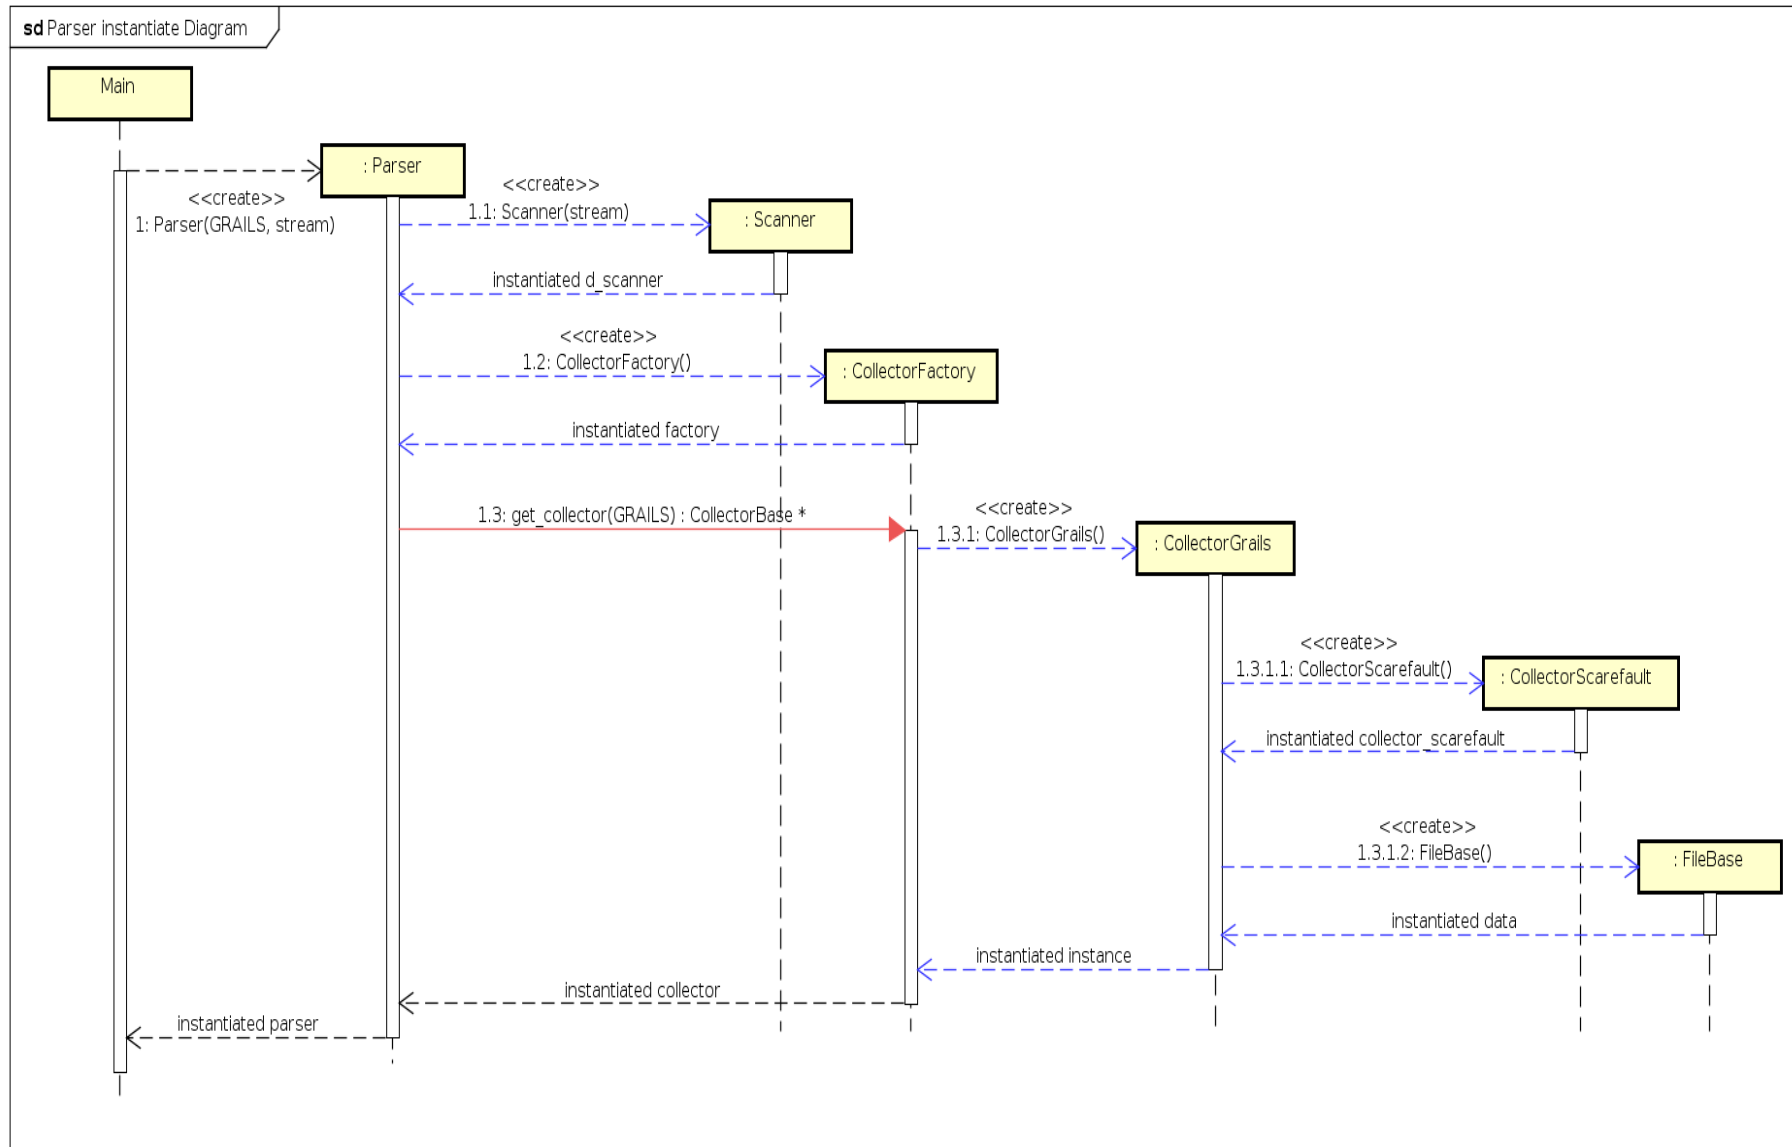 sd Parser instantiate Diagram
Main
: Parser
<<create>>
1: Parser(GRAILS, stream)
<<create>>
1.1: Scanner(stream)
: Scanner
instantiated d_scanner
<<create>>
1.2: CollectorFactory()
: CollectorFactory
instantiated factory
1.3: get_collector(GRAILS) : CollectorBase *
<<create>>
1.3.1: CollectorGrails()
: CollectorGrails
<<create>>
1.3.1.1: CollectorScarefault()
: CollectorScarefault
instantiated collector_scarefault
<<create>>
1.3.1.2: FileBase()
: FileBase
instantiated data
instantiated instance
instantiated collector
instantiated parser